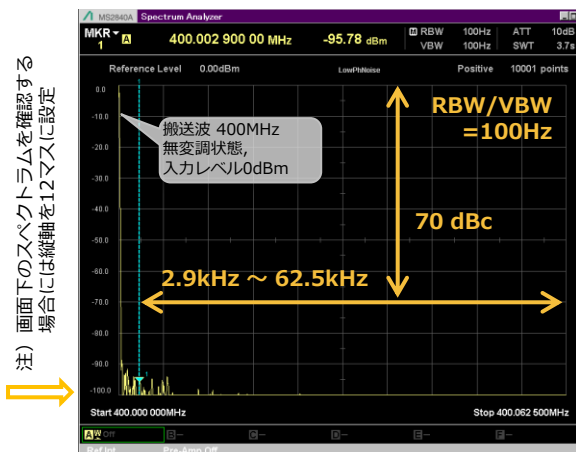 MS2840A Spectrum Analyzer
MKR 1 A 400.002 900 00 MHz -95.78 dBm
RBW 100Hz ATT 10dB
VBW 100Hz SWT 3.7s
Reference Level 0.00dBm LowPhNoise Positive 10001 points
0.0
-10.0
-20.0
-30.0
-40.0
-50.0
-60.0
-70.0
-80.0
-90.0
-100.0
搬送波 400MHz
無変調状態,
入力レベル0dBm
RBW/VBW
=100Hz
70 dBc
2.9kHz ～ 62.5kHz
1
注） 画面下のスペクトラムを確認する
場合には縦軸を12マスに設定
Start 400.000 000MHz Stop 400.062 500MHz
A Off B-- C-- D-- E-- F--
Ref.Int Pre-Amp Off